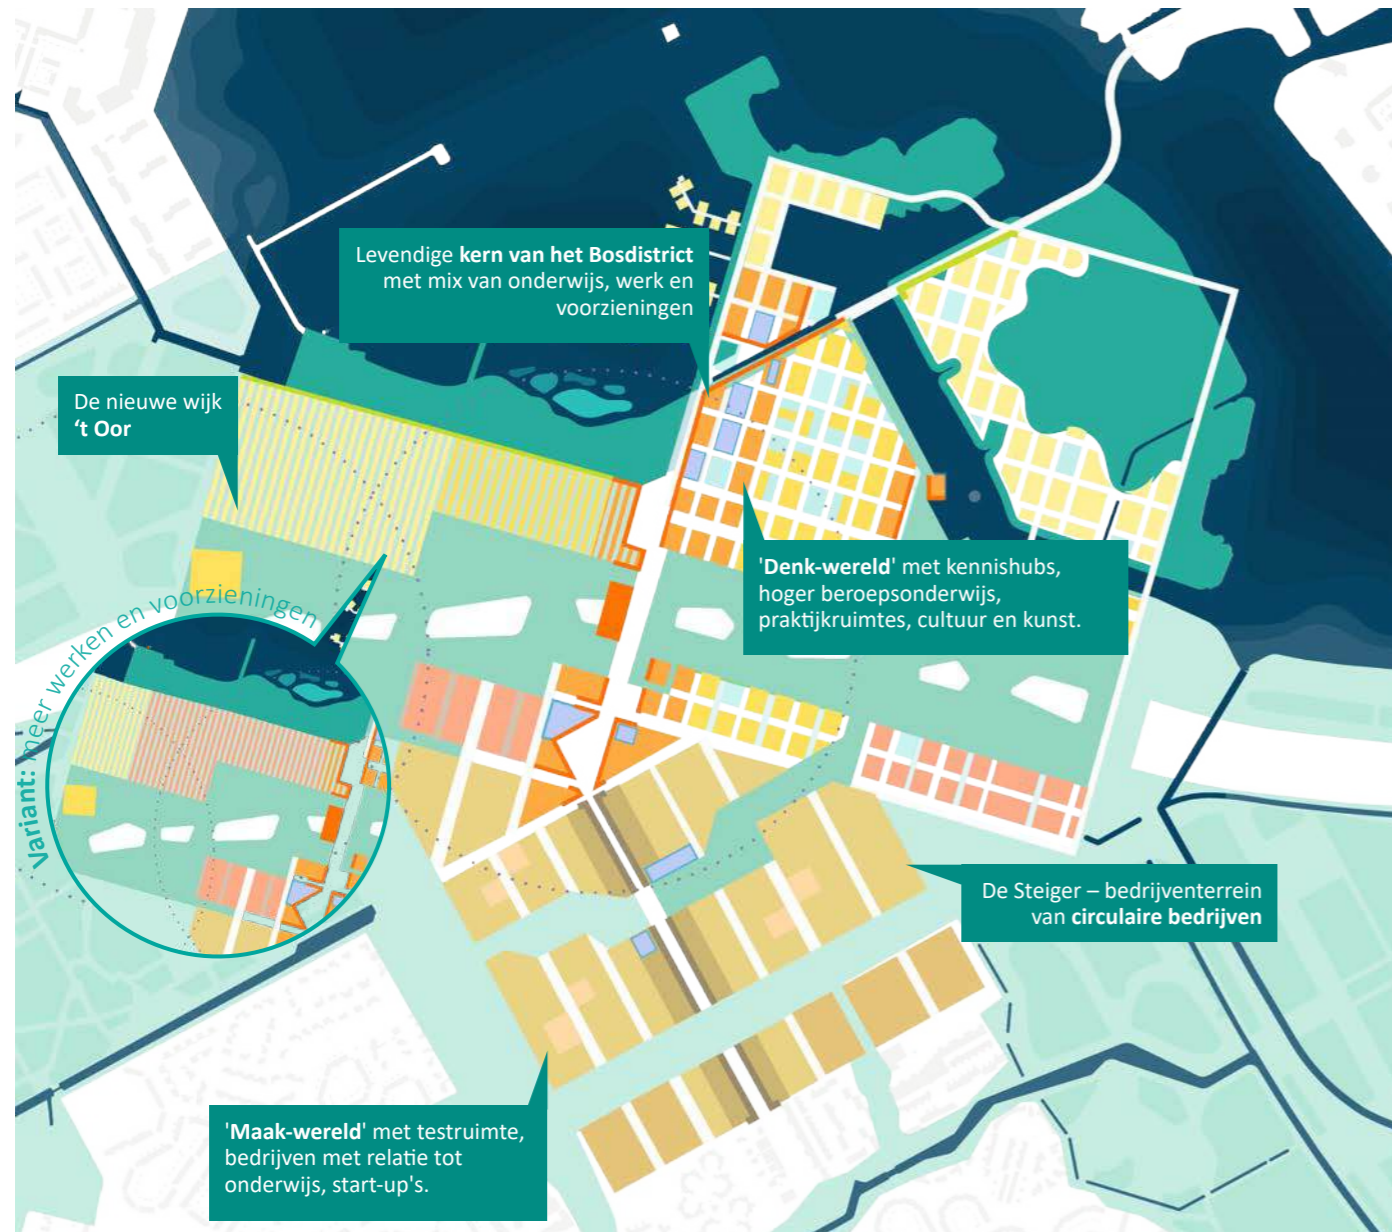 Levendige kern van het Bosdistrict
met mix van onderwijs, werk en
voorzieningen
De nieuwe wijk
‘t Oor
'Denk-wereld' met kennishubs,
hoger beroepsonderwijs,
praktijkruimtes, cultuur en kunst.
Variant: meer werken en voorzieningen
De Steiger – bedrijventerrein
van circulaire bedrijven
'Maak-wereld' met testruimte,
bedrijven met relatie tot
onderwijs, start-up's.